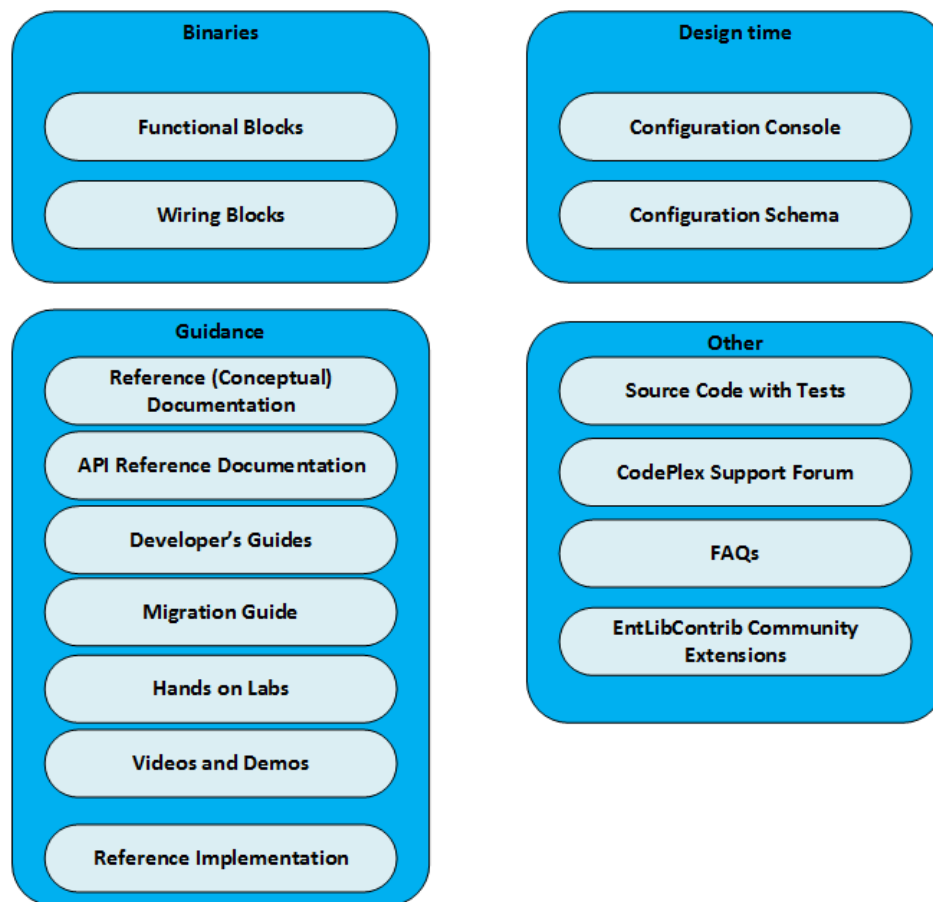 Binaries
Functional Blocks
Wiring Blocks
Design time
Configuration Console
Configuration Schema
Guidance
Reference (Conceptual)
Documentation
API Reference Documentation
Developer’s Guides
Migration Guide
Hands on Labs
Videos and Demos
Reference Implementation
Other
Source Code with Tests
CodePlex Support Forum
FAQs
EntLibContrib Community
Extensions